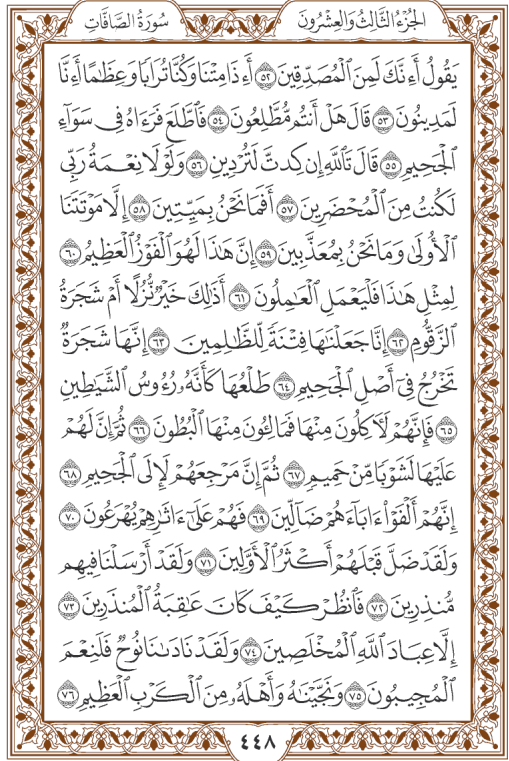 الجُزْءُ الثَّالِثُ وَالعِشْرُونَ
سُورَةُ الصَّافَّاتِ
يَقُولُ أَءِنَّكَ لَمِنَ ٱلْمُصَدِّقِينَ ٥٢ أَءِذَا مِتْنَا وَكُنَّا تُرَابًا وَعِظَٰمًا أَءِنَّا
لَمَدِينُونَ ٥٣ قَالَ هَلْ أَنتُم مُّطَّلِعُونَ ٥٤ فَٱطَّلَعَ فَرَءَاهُ فِى سَوَآءِ
ٱلْجَحِيمِ ٥٥ قَالَ تَٱللَّهِ إِن كِدتَّ لَتُرْدِينِ ٥٦ وَلَوْلَا نِعْمَةُ رَبِّى
لَكُنتُ مِنَ ٱلْمُحْضَرِينَ ٥٧ أَفَمَا نَحْنُ بِمَيِّتِينَ ٥٨ إِلَّا مَوْتَتَنَا
ٱلْأُولَىٰ وَمَا نَحْنُ بِمُعَذَّبِينَ ٥٩ إِنَّ هَٰذَا لَهُوَ ٱلْفَوْزُ ٱلْعَظِيمُ ٦٠
لِمِثْلِ هَٰذَا فَلْيَعْمَلِ ٱلْعَٰمِلُونَ ٦١ أَذَٰلِكَ خَيْرٌ نُّزُلًا أَمْ شَجَرَةُ
ٱلزَّقُّومِ ٦٢ إِنَّا جَعَلْنَٰهَا فِتْنَةً لِّلظَّٰلِمِينَ ٦٣ إِنَّهَا شَجَرَةٌ
تَخْرُجُ فِىٓ أَصْلِ ٱلْجَحِيمِ ٦٤ طَلْعُهَا كَأَنَّهُۥ رُءُوسُ ٱلشَّيَٰطِينِ
٦٥ فَإِنَّهُمْ لَءَاكِلُونَ مِنْهَا فَمَالِـُٔونَ مِنْهَا ٱلْبُطُونَ ٦٦ ثُمَّ إِنَّ لَهُمْ
عَلَيْهَا لَشَوْبًا مِّنْ حَمِيمٍ ٦٧ ثُمَّ إِنَّ مَرْجِعَهُمْ لَإِلَى ٱلْجَحِيمِ ٦٨
إِنَّهُمْ أَلْفَوْا۟ ءَابَآءَهُمْ ضَآلِّينَ ٦٩ فَهُمْ عَلَىٰٓ ءَاثَٰرِهِمْ يُهْرَعُونَ ٧٠
وَلَقَدْ ضَلَّ قَبْلَهُمْ أَكْثَرُ ٱلْأَوَّلِينَ ٧١ وَلَقَدْ أَرْسَلْنَا فِيهِم
مُّنذِرِينَ ٧٢ فَٱنظُرْ كَيْفَ كَانَ عَٰقِبَةُ ٱلْمُنذَرِينَ ٧٣
إِلَّا عِبَادَ ٱللَّهِ ٱلْمُخْلَصِينَ ٧٤ وَلَقَدْ نَادَىٰنَا نُوحٌ فَلَنِعْمَ
ٱلْمُجِيبُونَ ٧٥ وَنَجَّيْنَٰهُ وَأَهْلَهُۥ مِنَ ٱلْكَرْبِ ٱلْعَظِيمِ ٧٦
٤٤٨